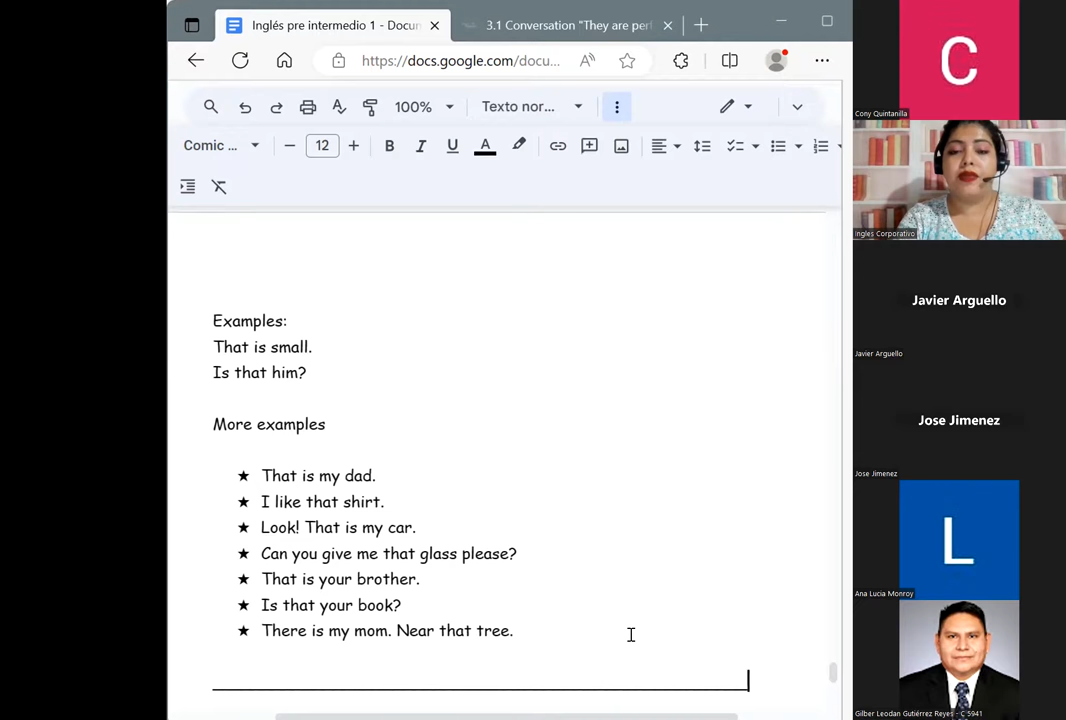 Inglés pre intermedio 1 - Docun
3.1 Conversation "They are per
https://docs.google.com/docu...
100%
Texto nor...
Comic ...
12
B I U A
Examples:
That is small.
Is that him?
More examples
★ That is my dad.
★ I like that shirt.
★ Look! That is my car.
★ Can you give me that glass please?
★ That is your brother.
★ Is that your book?
★ There is my mom. Near that tree.
C
Cony Quintanilla
Ingles Corporativo
Javier Arguello
Javier Arguello
Jose Jimenez
Jose Jimenez
L
Ana Lucia Monroy
Gilber Leodan Gutiérrez Reyes - C 5941